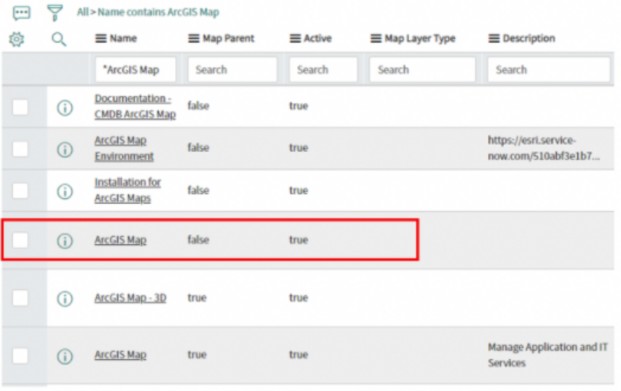 All > Name contains ArcGIS Map
Name Map Parent Active Map Layer Type Description
*ArcGIS Map Search Search Search Search
Documentation -
CMDB ArcGIS Map false true
ArcGIS Map
Environment false true https://esri.service-
now.com/510abf3e1b7...
Installation for
ArcGIS Maps false true
ArcGIS Map false true
ArcGIS Map - 3D true true
ArcGIS Map true true Manage Application and IT
Services